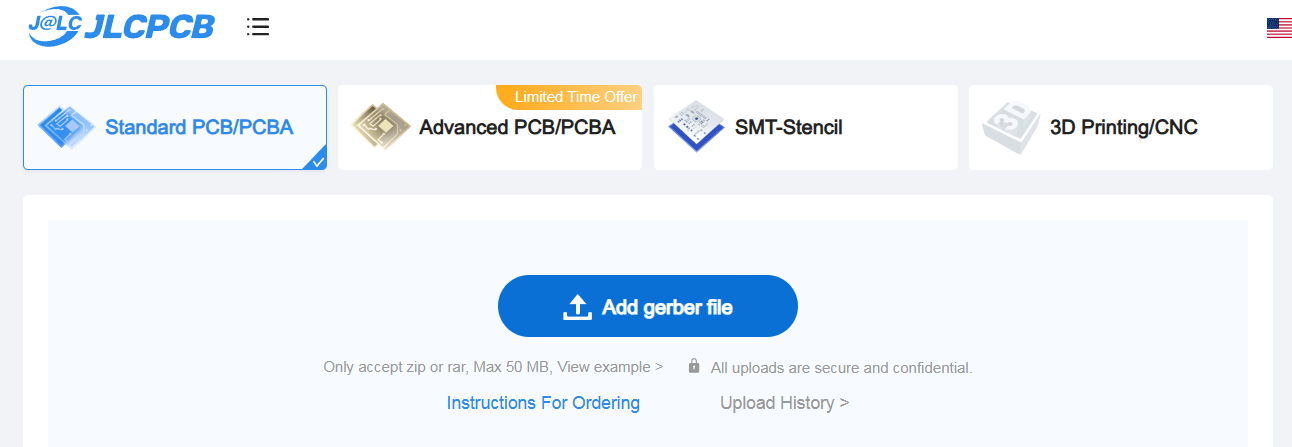 J@LC JLCPCB
Limited Time Offer
Standard PCB/PCBA
Advanced PCB/PCBA
SMT-Stencil
3D Printing/CNC
Add gerber file
Only accept zip or rar, Max 50 MB, View example >
All uploads are secure and confidential.
Instructions For Ordering
Upload History >